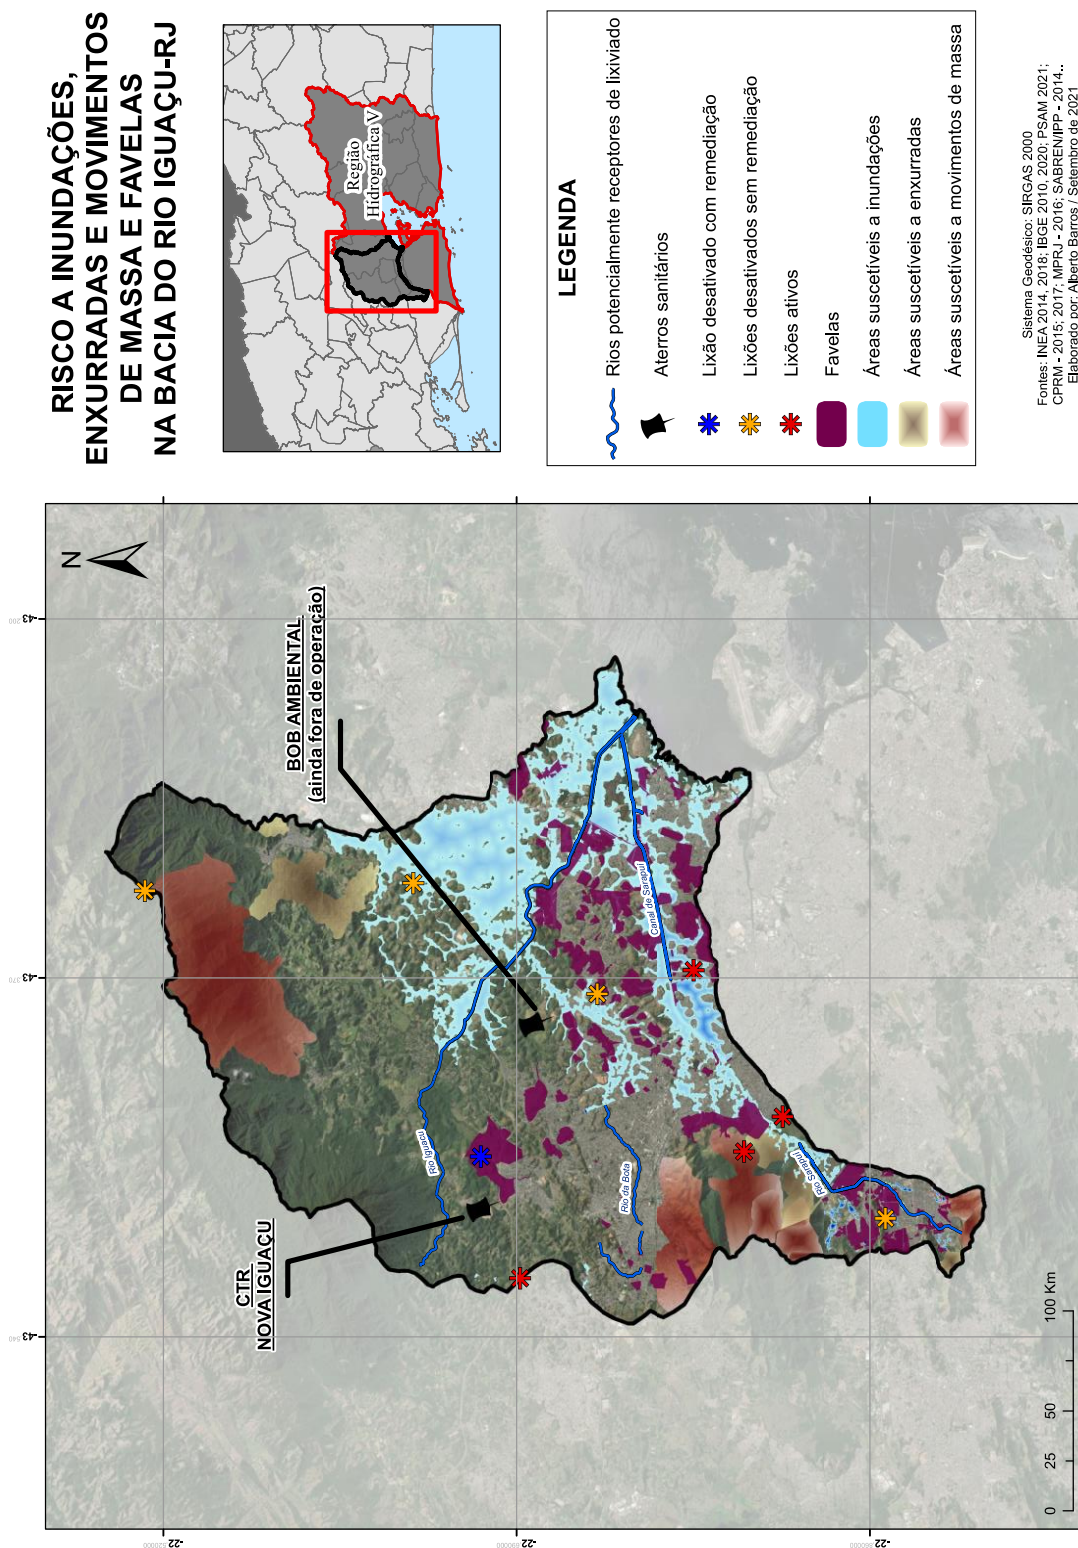 RISCO A INUNDAÇÕES,
ENXURRADAS E MOVIMENTOS
DE MASSA E FAVELAS
NA BACIA DO RIO IGUAÇU-RJ
Região
Hidrográfica V
LEGENDA
Rios potencialmente receptores de lixiviado
Aterros sanitários
Lixão desativado com remediação
Lixões desativados sem remediação
Lixões ativos
Favelas
Áreas suscetíveis a inundações
Áreas suscetíveis a enxurradas
Áreas suscetíveis a movimentos de massa
Sistema Geodésico: SIRGAS 2000
Fontes: INEA 2014, 2018; IBGE 2010, 2020; PSAM 2021;
CPRM - 2015; 2017; MPRJ - 2016; SABREN/IPP - 2014..
Elaborado por: Alberto Barros / Setembro de 2021
N
BOB AMBIENTAL
(ainda fora de operação)
CTR
NOVA IGUAÇU
Rio Iguaçu
Rio da Bota
Canal de Sarapuí
Rio Sarapuí
-43
-43
-43
-22
-22
-22
0 25 50 100 Km